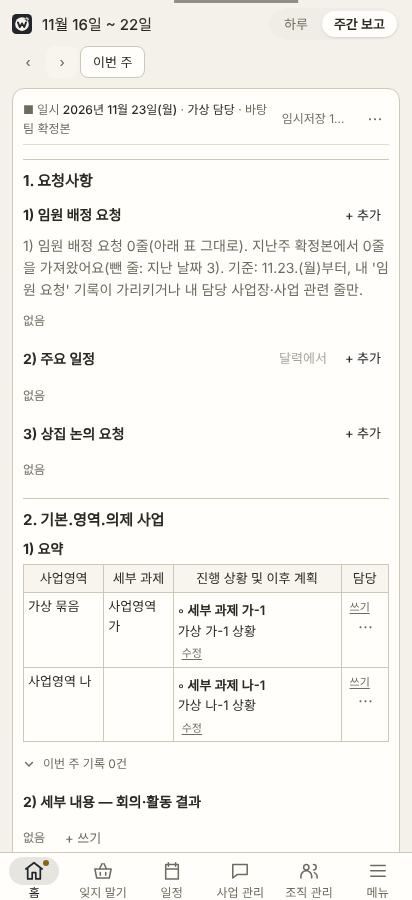 11월 16일 ~ 22일
하루
주간 보고
‹
›
이번 주
■ 일시 2026년 11월 23일(월) · 가상 담당 · 바탕
팀 확정본
임시저장 1...
···
1. 요청사항
1) 임원 배정 요청
+ 추가
1) 임원 배정 요청 0줄(아래 표 그대로). 지난주 확정본에서 0줄
을 가져왔어요(뺀 줄: 지난 날짜 3). 기준: 11.23.(월)부터, 내 '임
원 요청' 기록이 가리키거나 내 담당 사업장·사업 관련 줄만.
없음
2) 주요 일정
달력에서
+ 추가
없음
3) 상집 논의 요청
+ 추가
없음
2. 기본.영역.의제 사업
1) 요약
사업영역
세부 과제
진행 상황 및 이후 계획
담당
가상 묶음
사업영역
가
∘ 세부 과제 가-1
가상 가-1 상황
수정
쓰기
···
사업영역 나
∘ 세부 과제 나-1
가상 나-1 상황
수정
쓰기
···
이번 주 기록 0건
2) 세부 내용 — 회의·활동 결과
없음
+ 쓰기
홈
잊지 말기
일정
사업 관리
조직 관리
메뉴